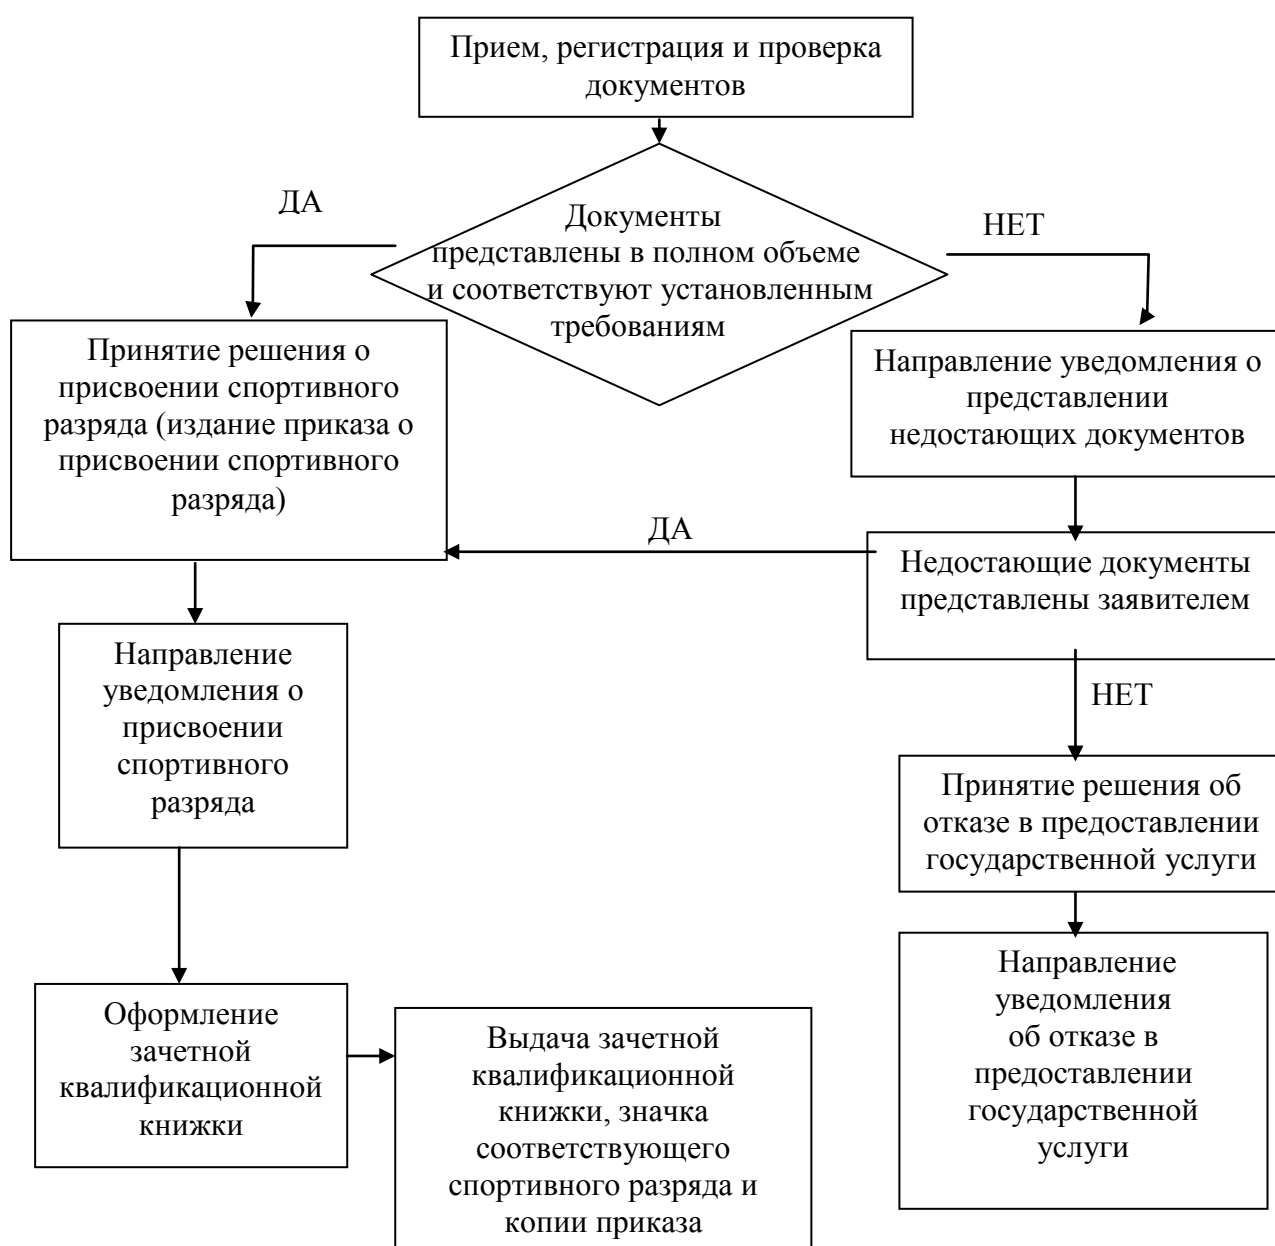 Прием, регистрация и проверка
документов
ДА
Документы
представлены в полном объеме
и соответствуют установленным
требованиям
НЕТ
Принятие решения о
присвоении спортивного
разряда (издание приказа о
присвоении спортивного
разряда)
Направление уведомления о
представлении
недостающих документов
ДА
Недостающие документы
представлены заявителем
Направление
уведомления о
присвоении
спортивного
разряда
НЕТ
Принятие решения об
отказе в предоставлении
государственной услуги
Оформление
зачетной
квалификационной
книжки
Выдача зачетной
квалификационной
книжки, значка
соответствующего
спортивного разряда и
копии приказа
Направление
уведомления
об отказе в
предоставлении
государственной
услуги